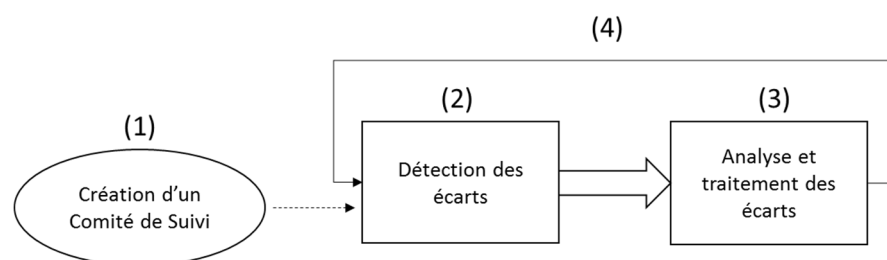 (4)
(1)
(2)
(3)
Création d'un
Comité de Suivi
Détection des
écarts
Analyse et
traitement des
écarts